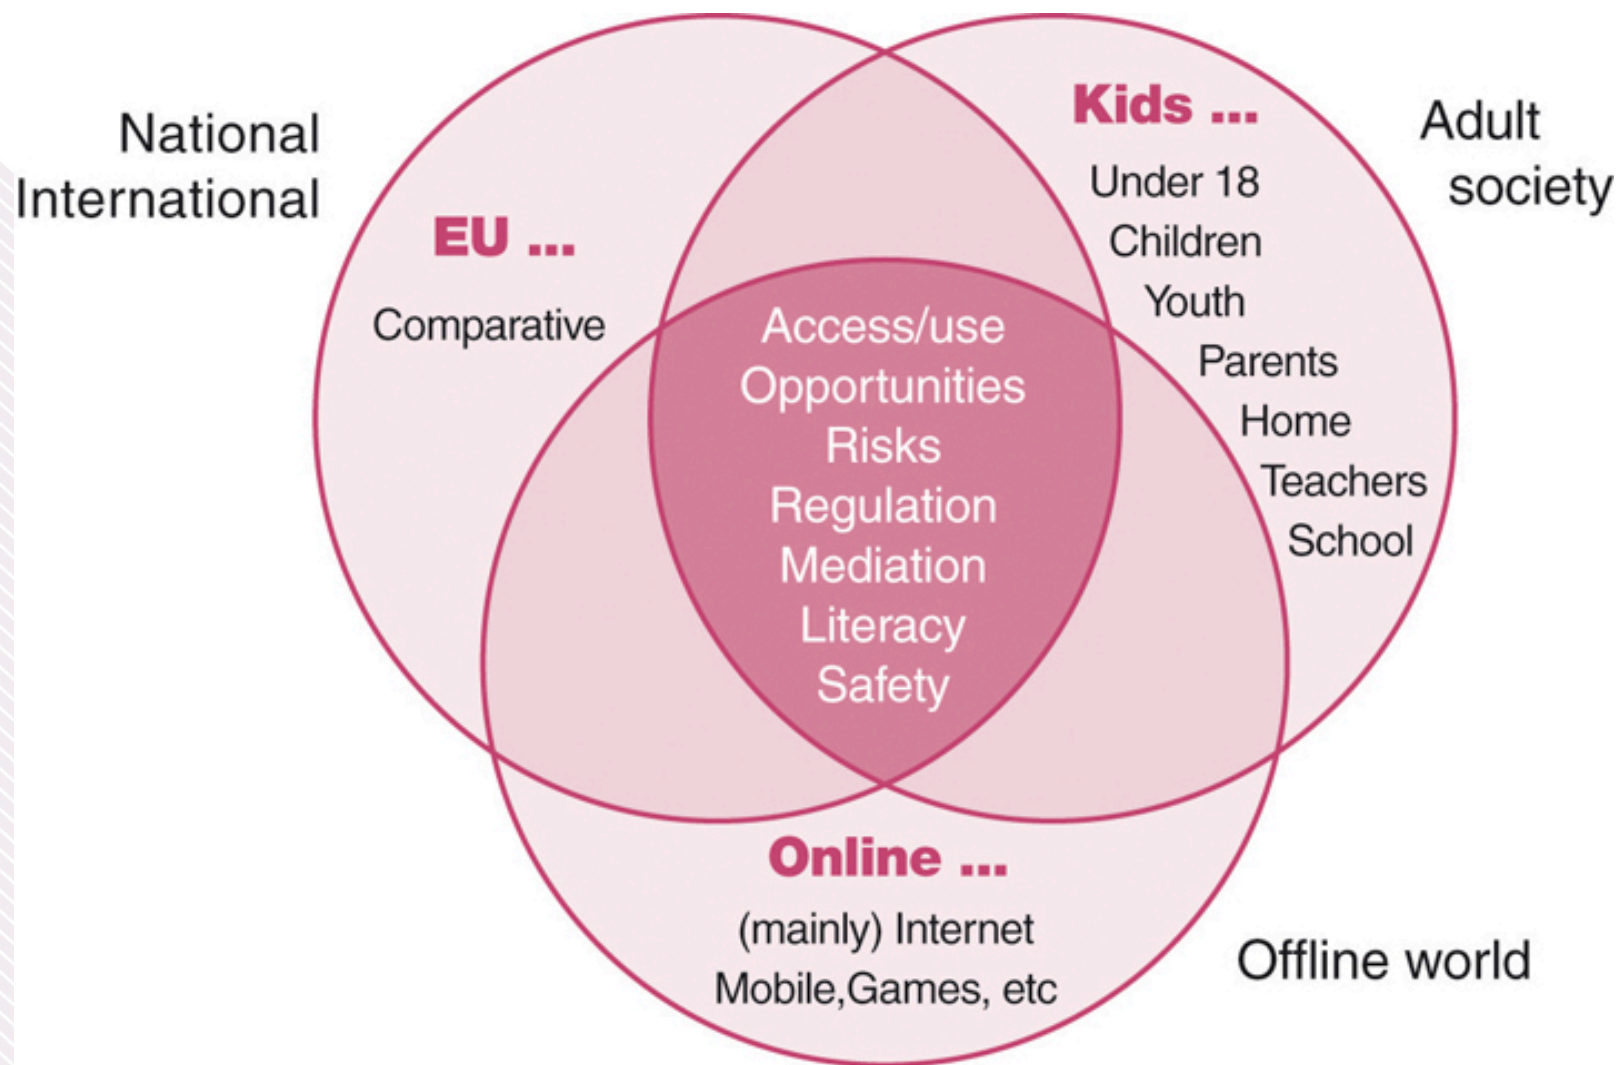 National
International
EU ...
Comparative
Kids ...
Under 18
Children
Youth
Parents
Home
Teachers
School
Adult
society
Access/use
Opportunities
Risks
Regulation
Mediation
Literacy
Safety
Online ...
(mainly) Internet
Mobile,Games, etc
Offline world